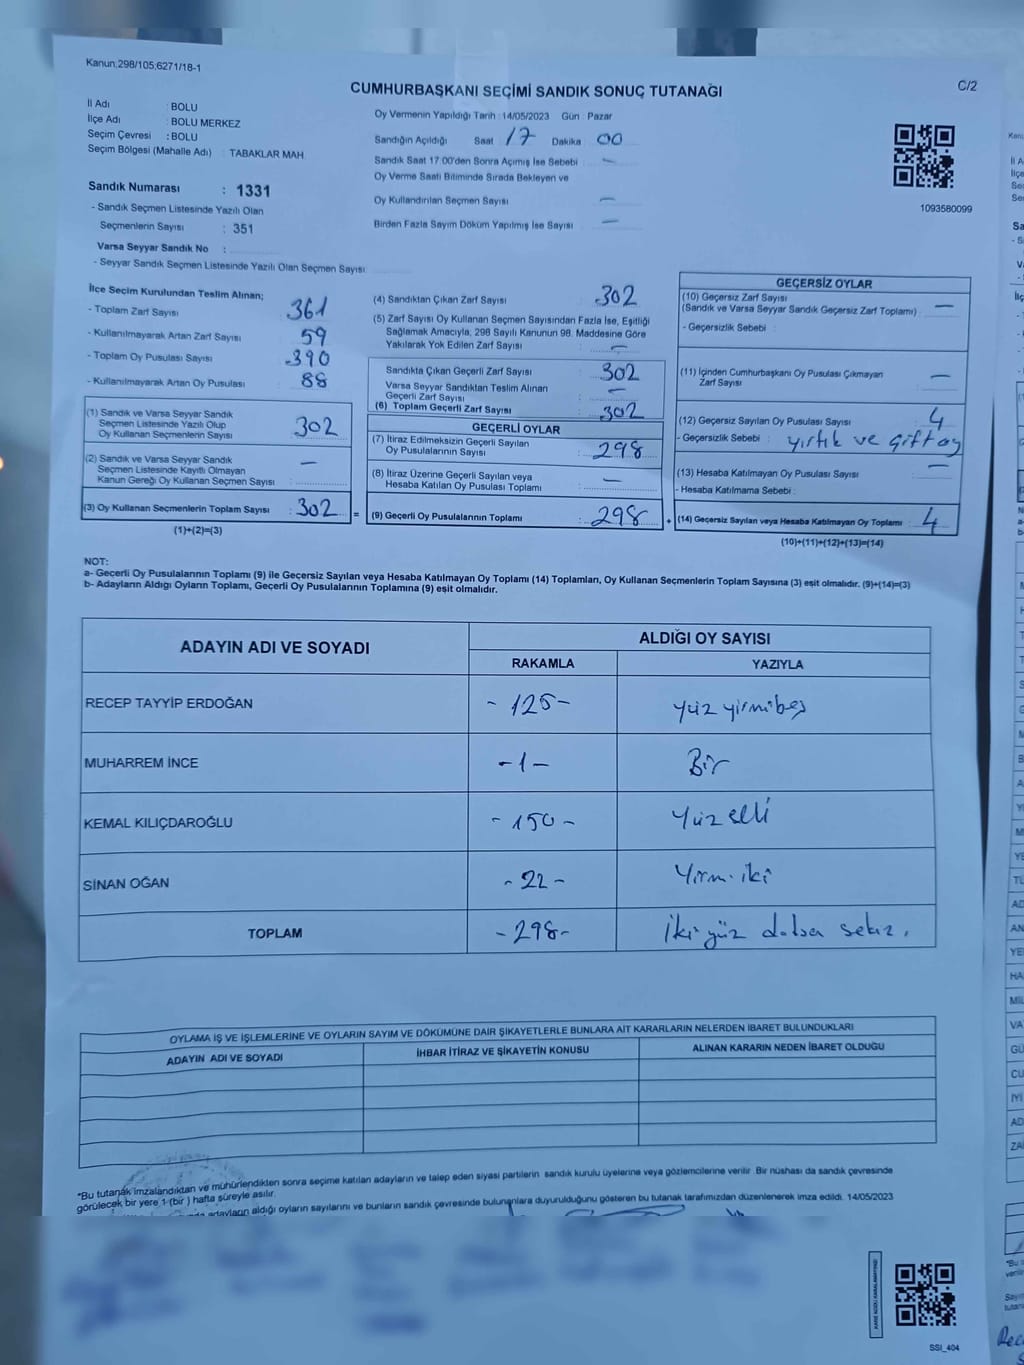 Kanun;298/105,6271/18-1
C/2
CUMHURBAŞKANI SEÇİMİ SANDIK SONUÇ TUTANAĞI
İl Adı : BOLU
İlçe Adı : BOLU MERKEZ
Seçim Çevresi : BOLU
Seçim Bölgesi (Mahalle Adı) : TABAKLAR MAH.
Oy Vermenin Yapıldığı Tarih : 14/05/2023 Gün : Pazar
Sandığın Açıldığı Saat : 17 Dakika : 00
Sandık Saat 17:00'den Sonra Açımış İse Sebebi : —
Oy Verme Saati Bitiminde Sırada Bekleyen ve
Oy Kullandırılan Seçmen Sayısı : —
Birden Fazla Sayım Döküm Yapılmış İse Sayısı : —
1093580099
Sandık Numarası : 1331
- Sandık Seçmen Listesinde Yazılı Olan
Seçmenlerin Sayısı : 351
Varsa Seyyar Sandık No :
- Seyyar Sandık Seçmen Listesinde Yazılı Olan Seçmen Sayısı:
İlçe Seçim Kurulundan Teslim Alınan;
- Toplam Zarf Sayısı : 361
- Kullanılmayarak Artan Zarf Sayısı : 59
- Toplam Oy Pusulası Sayısı : 390
- Kullanılmayarak Artan Oy Pusulası : 88
(1) Sandık ve Varsa Seyyar Sandık
Seçmen Listesinde Yazılı Olup
Oy Kullanan Seçmenlerin Sayısı : 302
(2) Sandık ve Varsa Seyyar Sandık
Seçmen Listesinde Kayıtlı Olmayan
Kanun Gereği Oy Kullanan Seçmen Sayısı : —
(3) Oy Kullanan Seçmenlerin Toplam Sayısı : 302 =
(1)+(2)=(3)
(4) Sandıktan Çıkan Zarf Sayısı : 302
(5) Zarf Sayısı Oy Kullanan Seçmen Sayısından Fazla İse, Eşitliği
Sağlamak Amacıyla, 298 Sayılı Kanunun 98. Maddesine Göre
Yakılarak Yok Edilen Zarf Sayısı : —
Sandıkta Çıkan Geçerli Zarf Sayısı : 302
Varsa Seyyar Sandıktan Teslim Alınan
Geçerli Zarf Sayısı : —
(6) Toplam Geçerli Zarf Sayısı : 302
GEÇERLİ OYLAR
(7) İtiraz Edilmeksizin Geçerli Sayılan
Oy Pusulalarının Sayısı : 298
(8) İtiraz Üzerine Geçerli Sayılan veya
Hesaba Katılan Oy Pusulası Toplamı : —
(9) Geçerli Oy Pusulalarının Toplamı : 298 +
GEÇERSİZ OYLAR
(10) Geçersiz Zarf Sayısı
(Sandık ve Varsa Seyyar Sandık Geçersiz Zarf Toplamı) : —
- Geçersizlik Sebebi :
(11) İçinden Cumhurbaşkanı Oy Pusulası Çıkmayan
Zarf Sayısı : —
(12) Geçersiz Sayılan Oy Pusulası Sayısı : 4
- Geçersizlik Sebebi : yırtık ve çift oy
(13) Hesaba Katılmayan Oy Pusulası Sayısı : —
- Hesaba Katılmama Sebebi :
(14) Geçersiz Sayılan veya Hesaba Katılmayan Oy Toplamı : 4
(10)+(11)+(12)+(13)=(14)
NOT:
a- Geçerli Oy Pusulalarının Toplamı (9) ile Geçersiz Sayılan veya Hesaba Katılmayan Oy Toplamı (14) Toplamları, Oy Kullanan Seçmenlerin Toplam Sayısına (3) eşit olmalıdır. (9)+(14)=(3)
b- Adayların Aldığı Oyların Toplamı, Geçerli Oy Pusulalarının Toplamına (9) eşit olmalıdır.
ADAYIN ADI VE SOYADI
ALDIĞI OY SAYISI
RAKAMLA YAZIYLA
RECEP TAYYİP ERDOĞAN - 125 - yüz yirmibeş
MUHARREM İNCE - 1 - Bir
KEMAL KILIÇDAROĞLU - 150 - Yüz elli
SİNAN OĞAN - 22 - Yirmi iki
TOPLAM - 298 - İki yüz doksan sekiz.
OYLAMA İŞ VE İŞLEMLERİNE VE OYLARIN SAYIM VE DÖKÜMÜNE DAİR ŞİKAYETLERLE BUNLARA AİT KARARLARIN NELERDEN İBARET BULUNDUKLARI
ADAYIN ADI VE SOYADI İHBAR İTİRAZ VE ŞİKAYETİN KONUSU ALINAN KARARIN NEDEN İBARET OLDUĞU
"Bu tutanak imzalandıktan ve mühürlendikten sonra seçime katılan adayların ve talep eden siyasi partilerin sandık kurulu üyelerine veya gözlemcilerine verilir. Bir nüshası da sandık çevresinde
görülecek bir yere 1 (bir ) hafta süreyle asılır.
adayların aldığı oyların sayılarını ve bunların sandık çevresinde bulunanlara duyurulduğunu gösteren bu tutanak tarafımızdan düzenlenerek imza edildi. 14/05/2023
KARE KODU KARALAMAYINIZ!
SSI_404